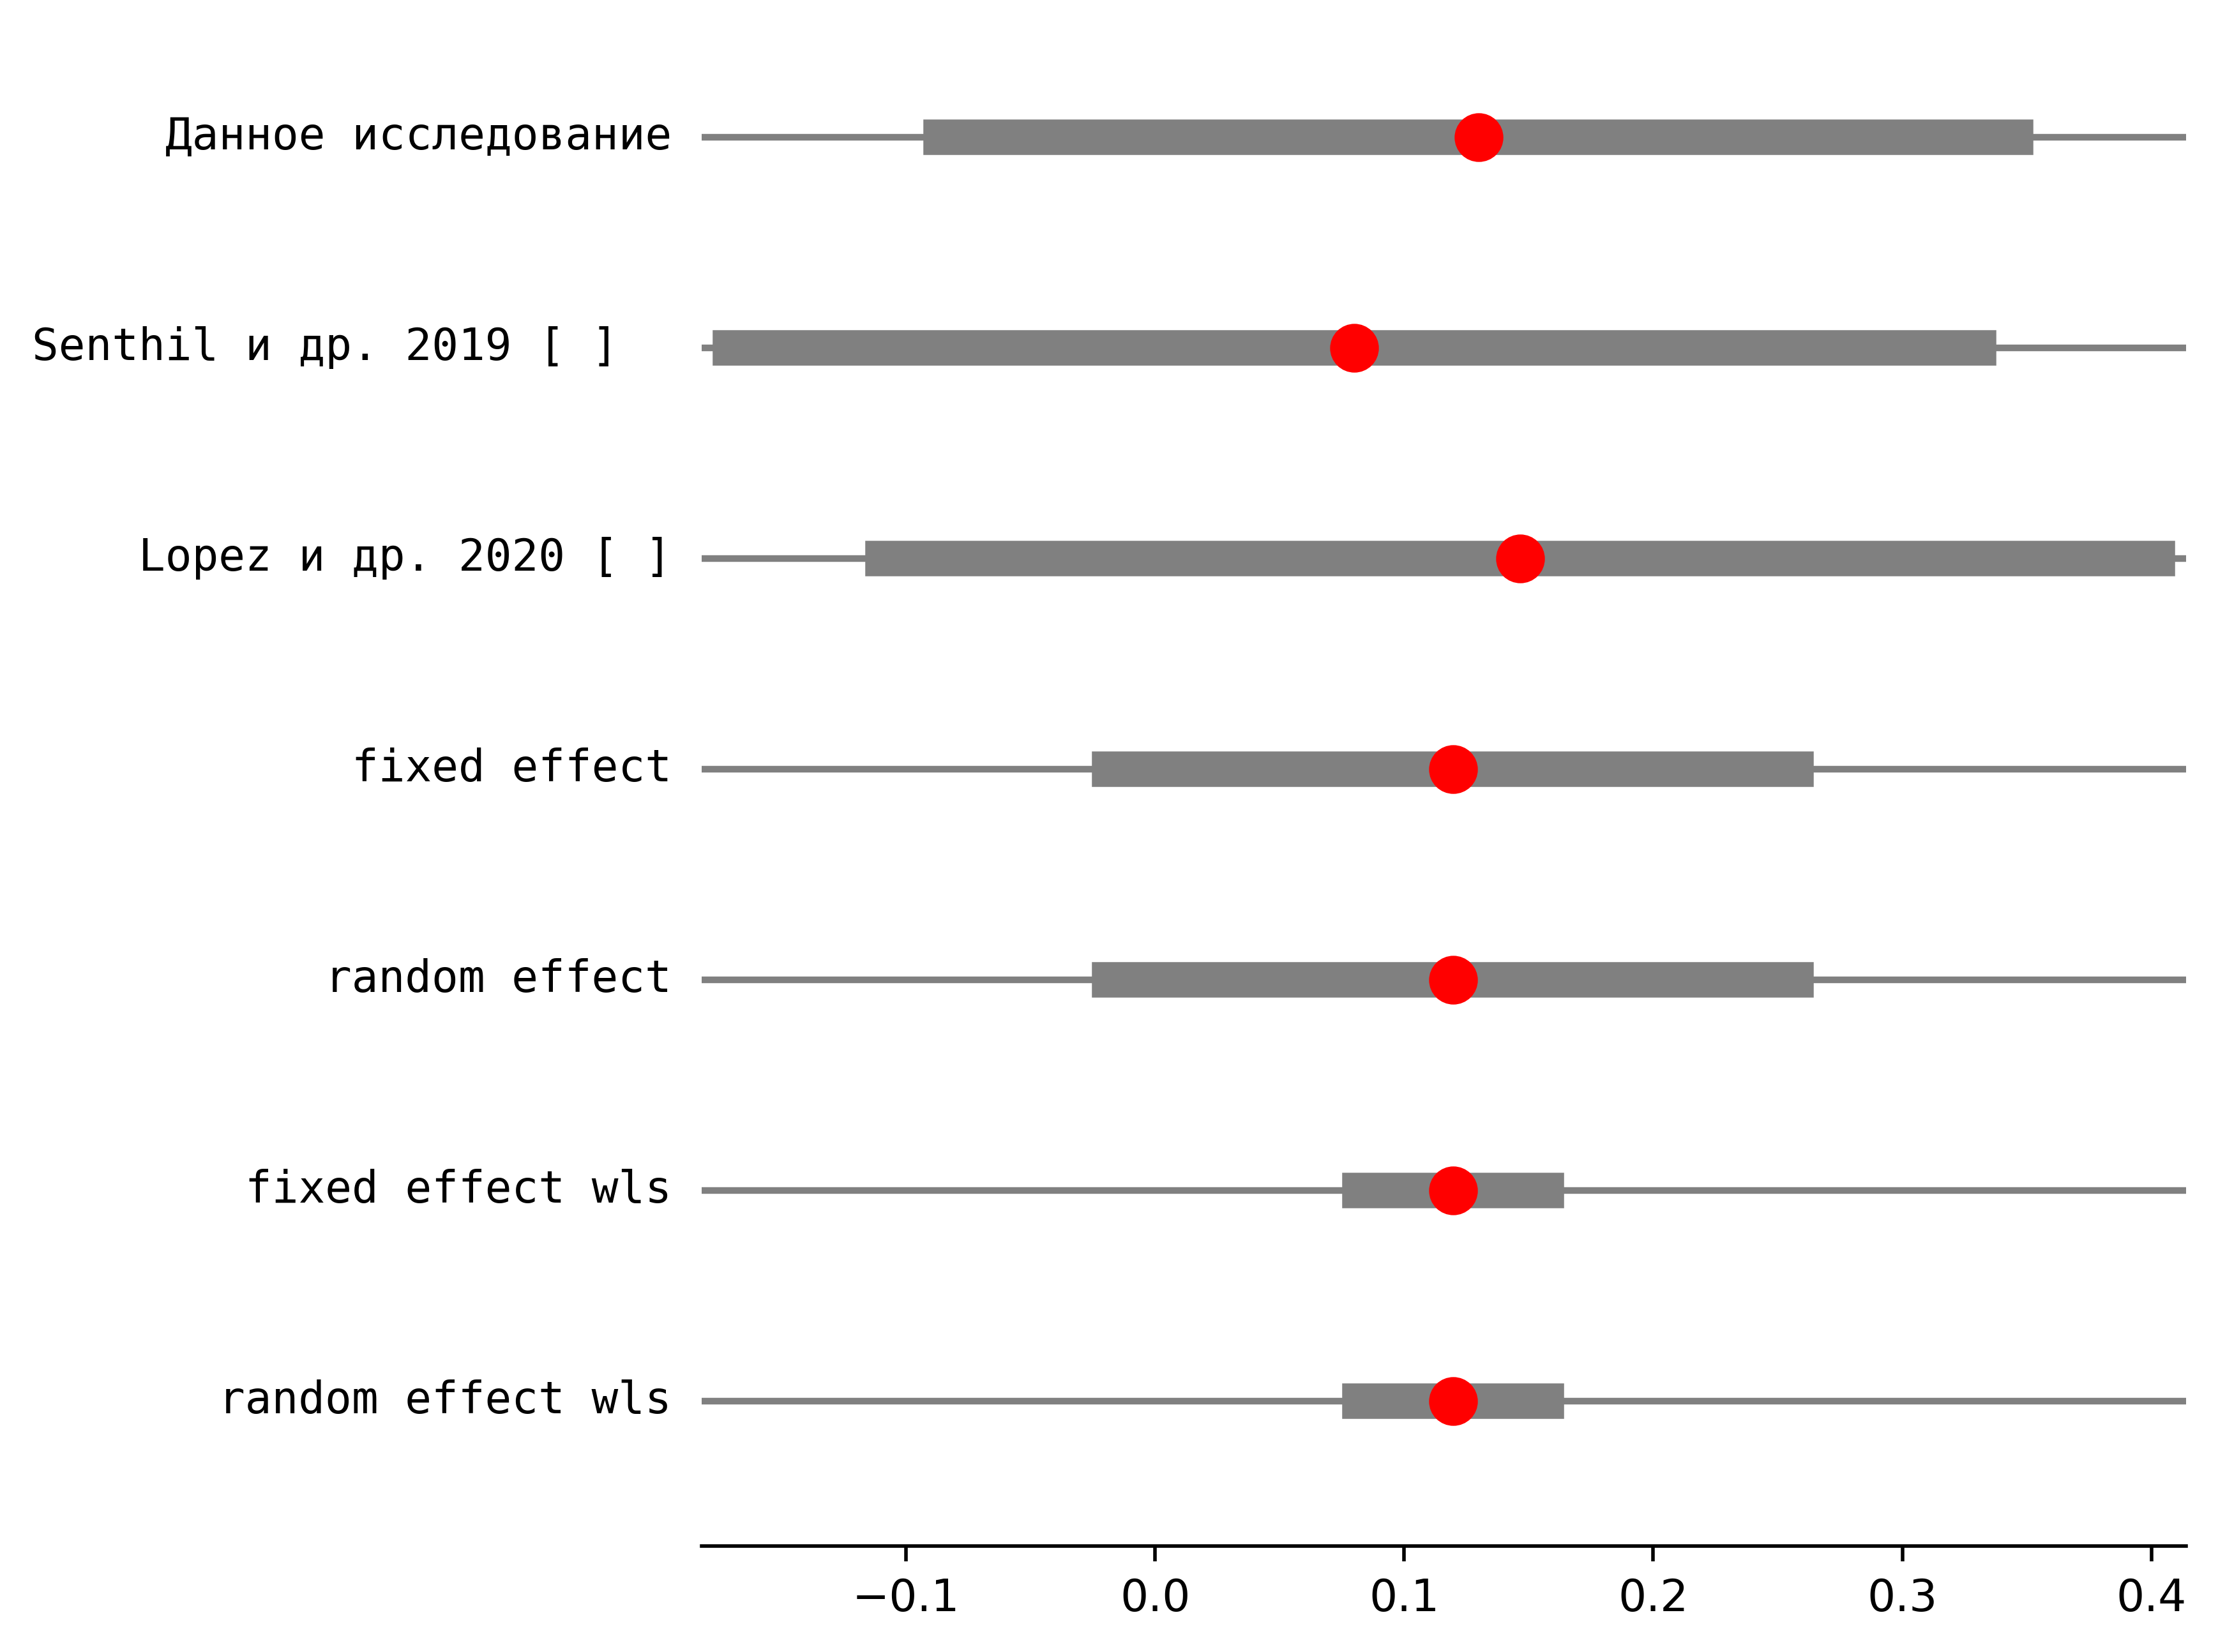 Данное исследование
Senthil и др. 2019 [ ]
Lopez и др. 2020 [ ]
fixed effect
random effect
fixed effect wls
random effect wls
−0.1 0.0 0.1 0.2 0.3 0.4